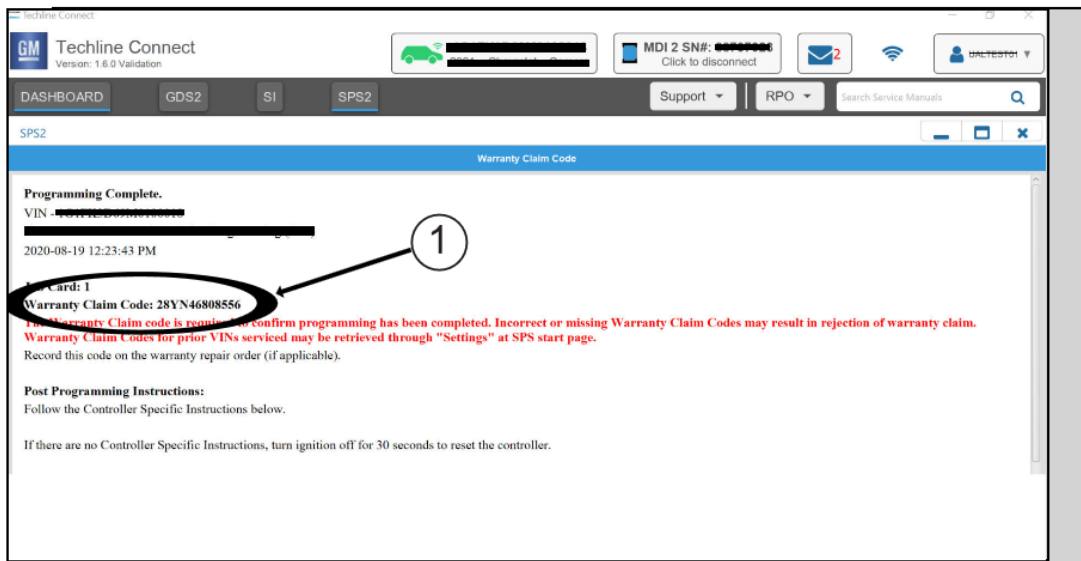 Techline Connect
GM
Techline Connect
Version: 1.6.0 Validation
MDI 2 SN#:
Click to disconnect
2
DASHBOARD GDS2 SI SPS2 Support RPO Search Service Manuals
SPS2
Warranty Claim Code
Programming Complete.
VIN -
2020-08-19 12:23:43 PM
1
Card: 1
Warranty Claim Code: 28YN46808556
The Warranty Claim code is required to confirm programming has been completed. Incorrect or missing Warranty Claim Codes may result in rejection of warranty claim.
Warranty Claim Codes for prior VINs serviced may be retrieved through "Settings" at SPS start page.
Record this code on the warranty repair order (if applicable).
Post Programming Instructions:
Follow the Controller Specific Instructions below.
If there are no Controller Specific Instructions, turn ignition off for 30 seconds to reset the controller.